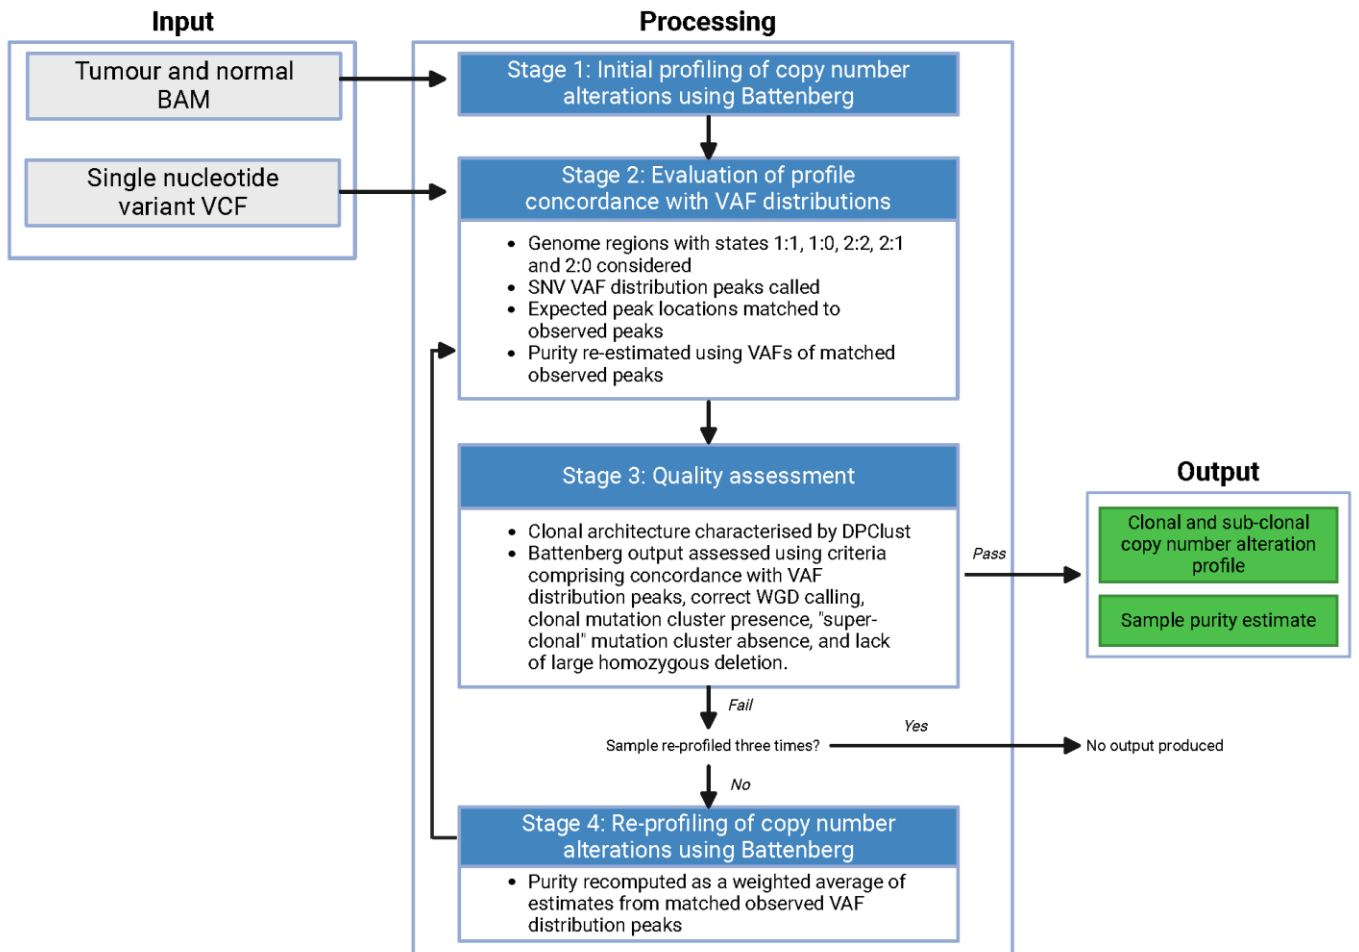 Input
Processing
Tumour and normal
BAM
Single nucleotide
variant VCF
Stage 1: Initial profiling of copy number
alterations using Battenberg
Stage 2: Evaluation of profile
concordance with VAF distributions
• Genome regions with states 1:1, 1:0, 2:2, 2:1
and 2:0 considered
• SNV VAF distribution peaks called
• Expected peak locations matched to
observed peaks
• Purity re-estimated using VAFs of matched
observed peaks
Stage 3: Quality assessment
• Clonal architecture characterised by DPClust
• Battenberg output assessed using criteria
comprising concordance with VAF
distribution peaks, correct WGD calling,
clonal mutation cluster presence, "super-
clonal" mutation cluster absence, and lack
of large homozygous deletion.
Pass
Output
Clonal and sub-clonal
copy number alteration
profile
Sample purity estimate
Fail
Sample re-profiled three times?
Yes
No output produced
No
Stage 4: Re-profiling of copy number
alterations using Battenberg
• Purity recomputed as a weighted average of
estimates from matched observed VAF
distribution peaks